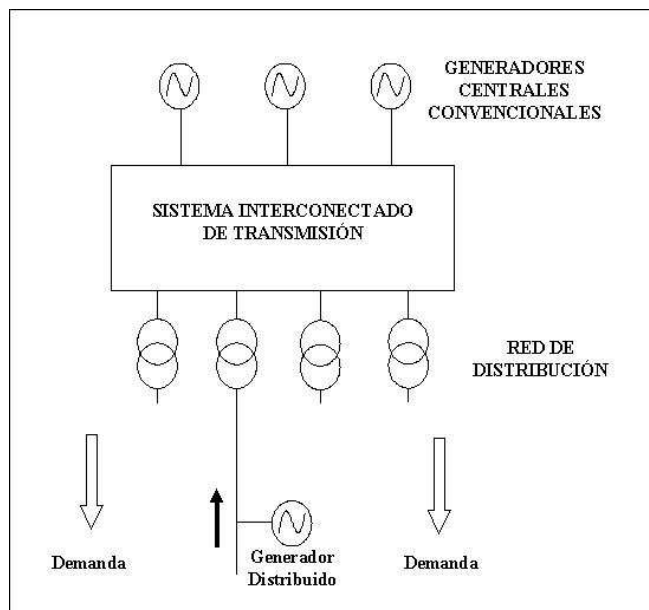 GENERADORES
CENTRALES
CONVENCIONALES
SISTEMA INTERCONECTADO
DE TRANSMISIÓN
RED DE
DISTRIBUCIÓN
Demanda
Generador
Distribuido
Demanda